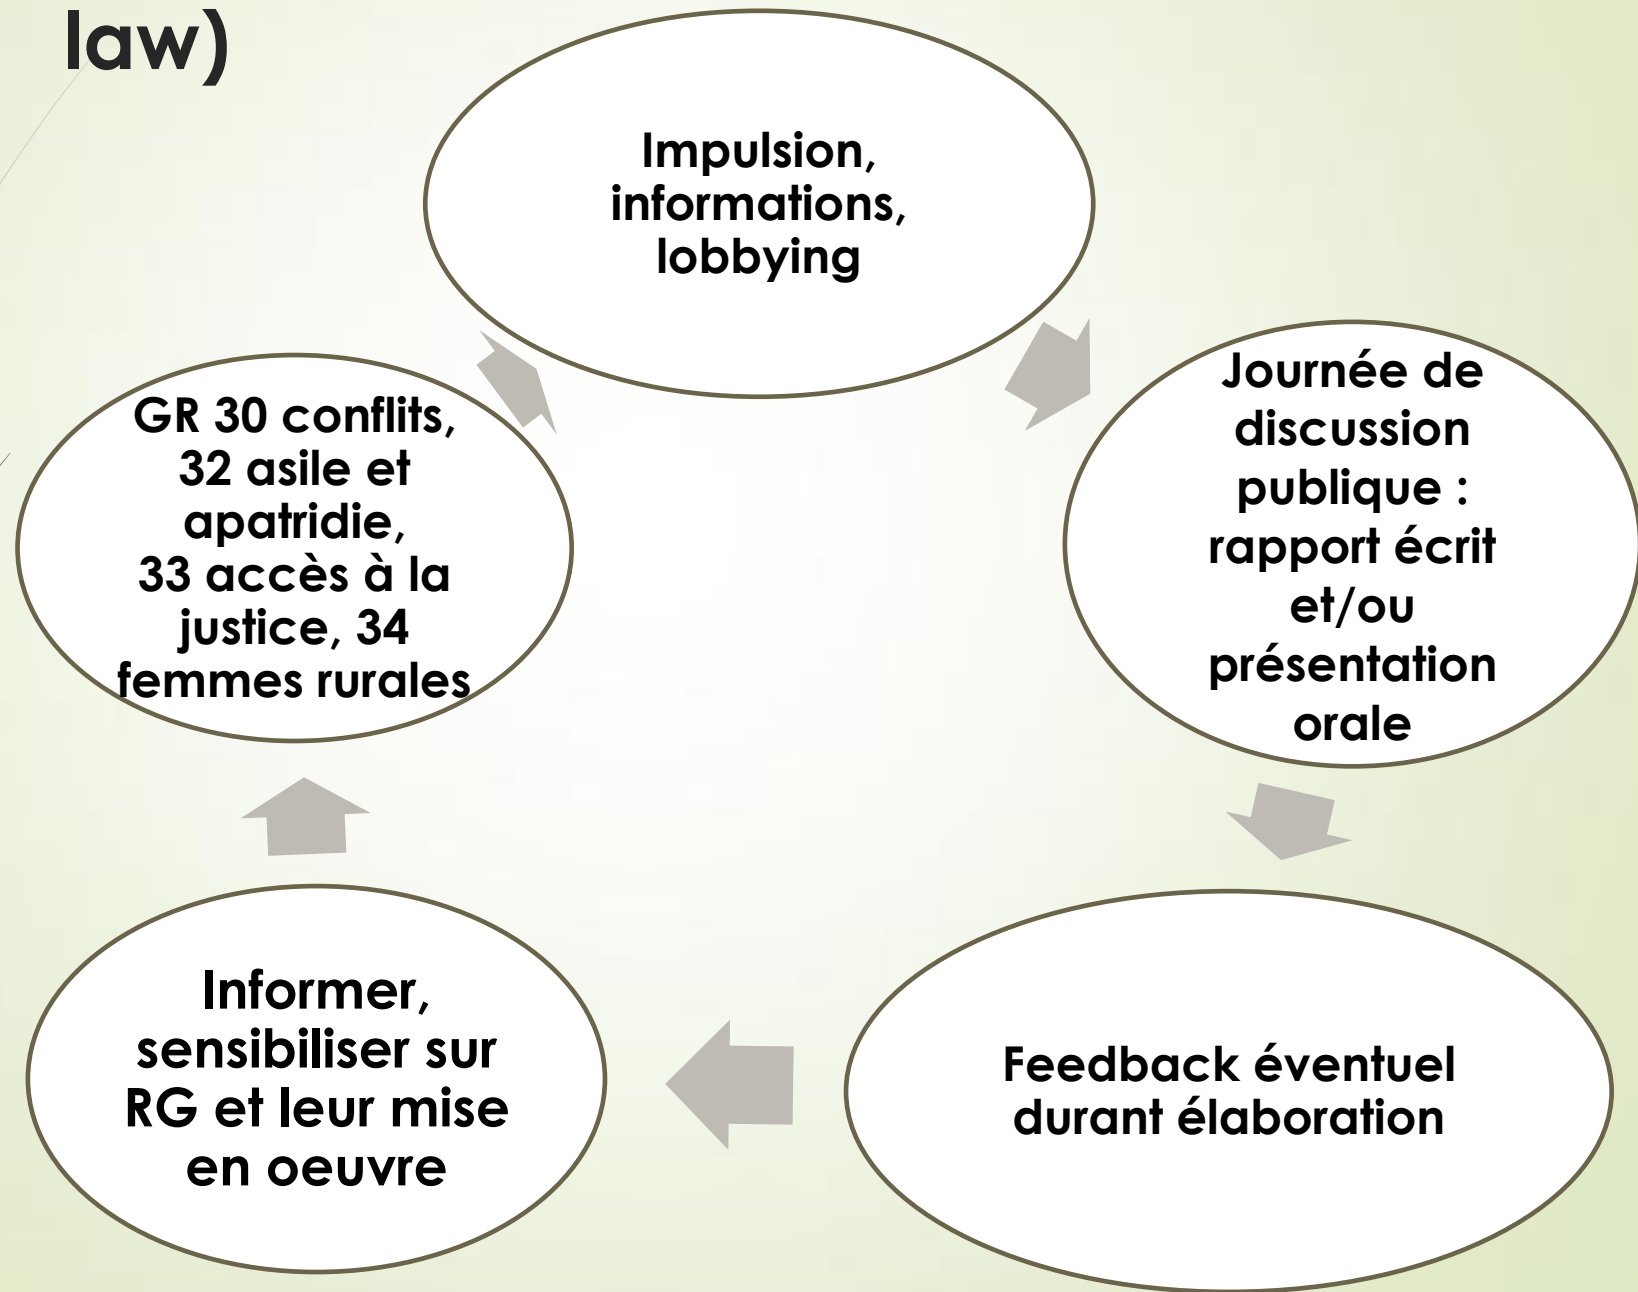 law)
Impulsion,
informations,
lobbying
Journée de
discussion
publique :
rapport écrit
et/ou
présentation
orale
Feedback éventuel
durant élaboration
Informer,
sensibiliser sur
RG et leur mise
en oeuvre
GR 30 conflits,
32 asile et
apatridie,
33 accès à la
justice, 34
femmes rurales